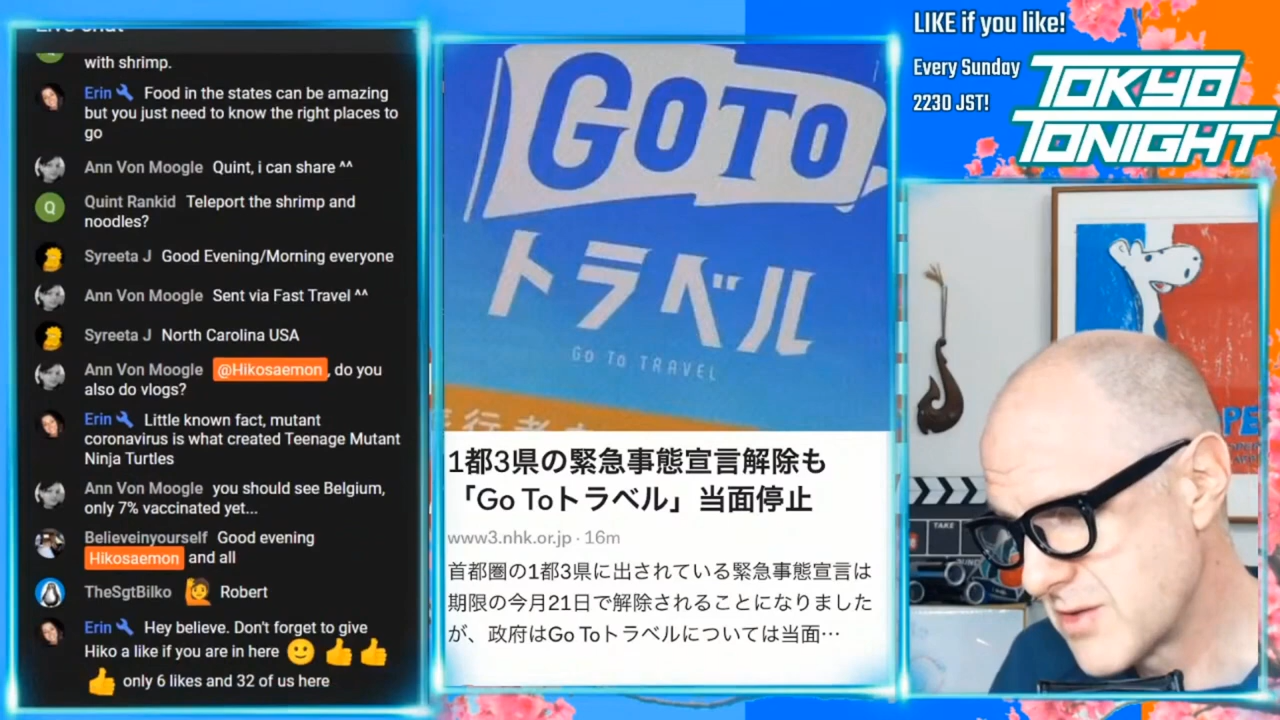 with shrimp.
Erin Food in the states can be amazing
but you just need to know the right places to
go
Ann Von Moogle Quint, i can share ^^
Q Quint Rankid Teleport the shrimp and
noodles?
Syreeta J Good Evening/Morning everyone
Ann Von Moogle Sent via Fast Travel ^^
Syreeta J North Carolina USA
Ann Von Moogle @Hikosaemon, do you
also do vlogs?
Erin Little known fact, mutant
coronavirus is what created Teenage Mutant
Ninja Turtles
Ann Von Moogle you should see Belgium,
only 7% vaccinated yet...
Believeinyourself Good evening
Hikosaemon and all
TheSgtBilko 🙋 Robert
Erin Hey believe. Don't forget to give
Hiko a like if you are in here 🙂 👍 👍
👍 only 6 likes and 32 of us here
GoTo
トラベル
GO TO TRAVEL
1都3県の緊急事態宣言解除も
「Go Toトラベル」当面停止
www3.nhk.or.jp · 16m
首都圏の1都3県に出されている緊急事態宣言は
期限の今月21日で解除されることになりました
が、政府はGo Toトラベルについては当面…
LIKE if you like!
Every Sunday
2230 JST!
TOKYO
TONIGHT
TAKE